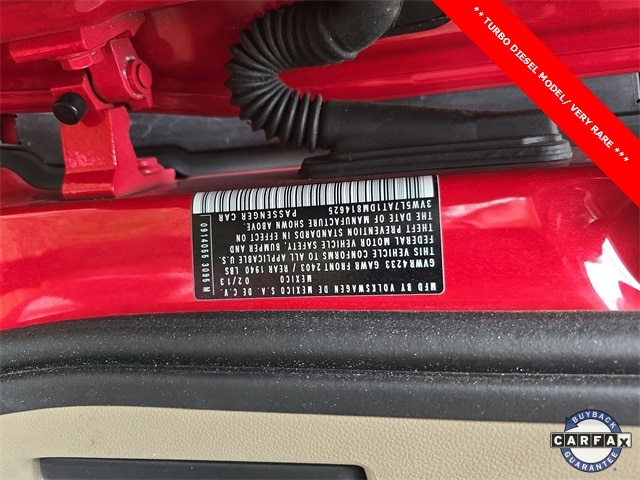 ** TURBO DIESEL MODEL/ VERY RARE ***
MFD BY VOLKSWAGEN DE MEXICO S.A. DE C.V.
MEXICO 02/13
GVWR 4233 GAWR FRONT 2403 / REAR 1940 LBS
THIS VEHICLE CONFORMS TO ALL APPLICABLE U.S.
FEDERAL MOTOR VEHICLE SAFETY, BUMPER AND
THEFT PREVENTION STANDARDS IN EFFECT ON
THE DATE OF MANUFACTURE SHOWN ABOVE.
3VW5L7AT1DM814625 PASSENGER CAR
0914055 3095 M
BUYBACK
CARFAX
GUARANTEE